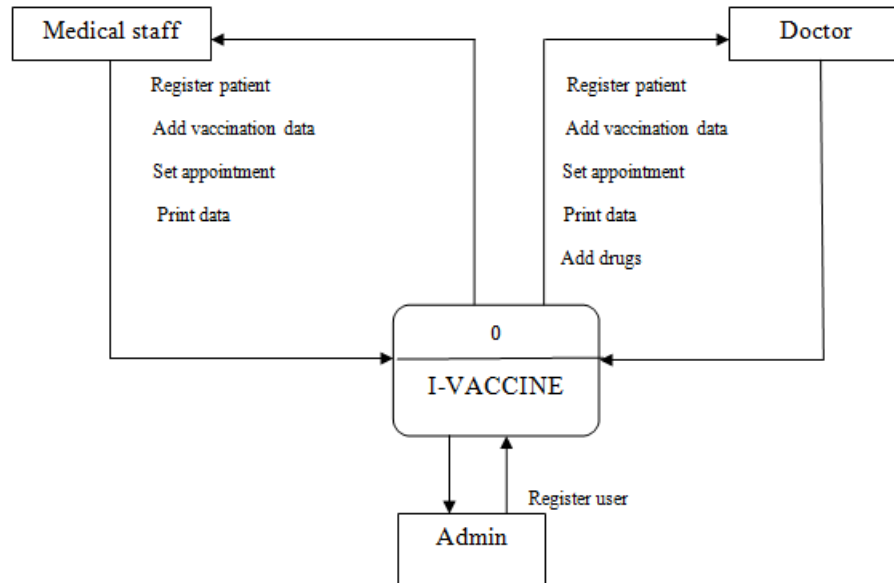 Medical staff
Doctor
Register patient
Add vaccination data
Set appointment
Print data
Register patient
Add vaccination data
Set appointment
Print data
Add drugs
0
I-VACCINE
Register user
Admin